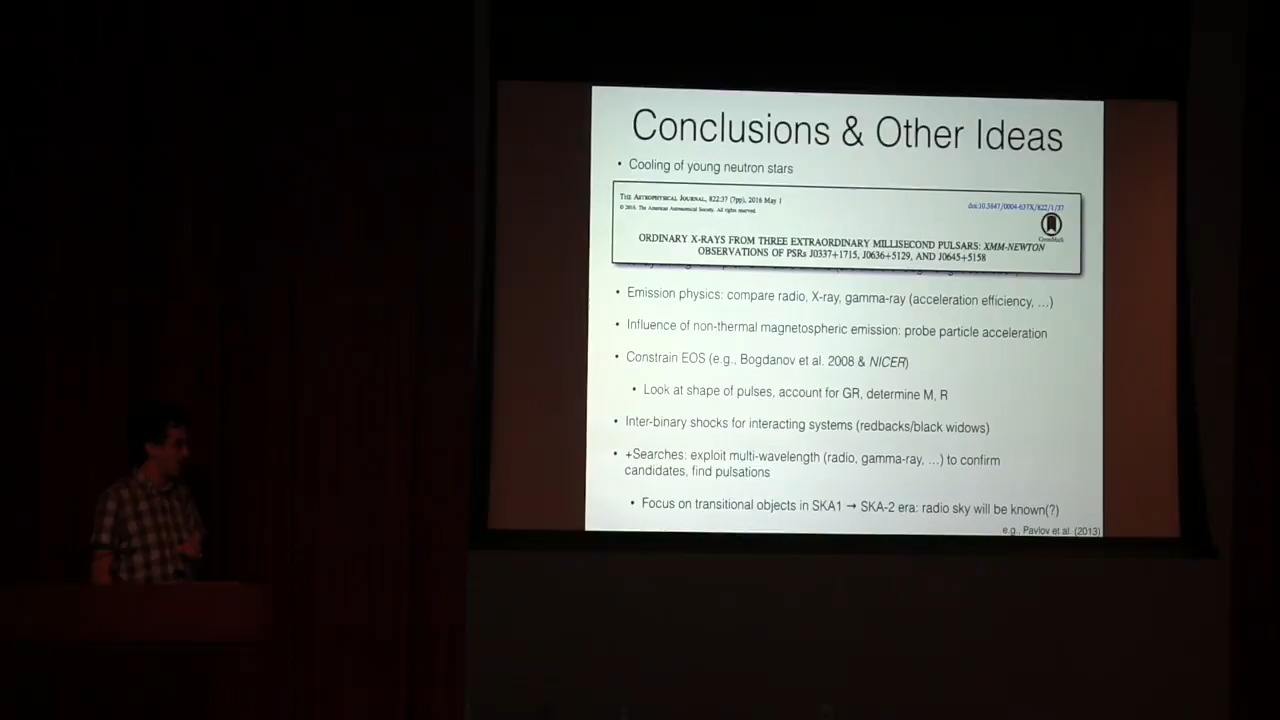 Conclusions & Other Ideas
• Cooling of young neutron stars
THE ASTROPHYSICAL JOURNAL, 822:37 (7pp), 2016 May 1
doi:10.3847/0004-637X/822/1/37
© 2016. The American Astronomical Society. All rights reserved.
CrossMark
ORDINARY X-RAYS FROM THREE EXTRAORDINARY MILLISECOND PULSARS: XMM-NEWTON
OBSERVATIONS OF PSRs J0337+1715, J0636+5129, AND J0645+5158
• Emission physics: compare radio, X-ray, gamma-ray (acceleration efficiency, …)
• Influence of non-thermal magnetospheric emission: probe particle acceleration
• Constrain EOS (e.g., Bogdanov et al. 2008 & NICER)
• Look at shape of pulses, account for GR, determine M, R
• Inter-binary shocks for interacting systems (redbacks/black widows)
• +Searches: exploit multi-wavelength (radio, gamma-ray, …) to confirm
candidates, find pulsations
• Focus on transitional objects in SKA1 → SKA-2 era: radio sky will be known(?)
e.g., Pavlov et al. (2013)